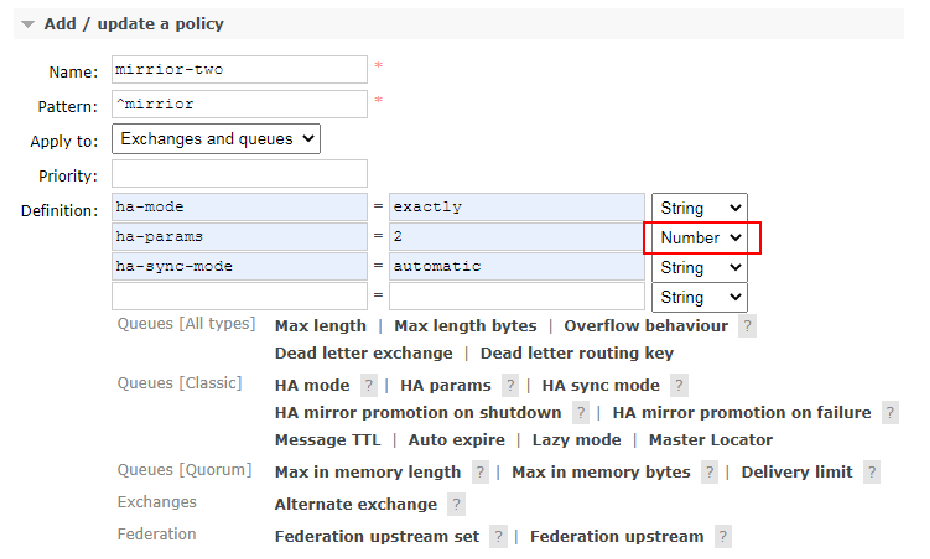 Add / update a policy
Name: mirrior-two *
Pattern: ^mirrior *
Apply to: Exchanges and queues
Priority:
Definition: ha-mode = exactly String
ha-params = 2 Number
ha-sync-mode = automatic String
= String
Queues [All types] Max length | Max length bytes | Overflow behaviour ?
Dead letter exchange | Dead letter routing key
Queues [Classic] HA mode ? | HA params ? | HA sync mode ?
HA mirror promotion on shutdown ? | HA mirror promotion on failure ?
Message TTL | Auto expire | Lazy mode | Master Locator
Queues [Quorum] Max in memory length ? | Max in memory bytes ? | Delivery limit ?
Exchanges Alternate exchange ?
Federation Federation upstream set ? | Federation upstream ?